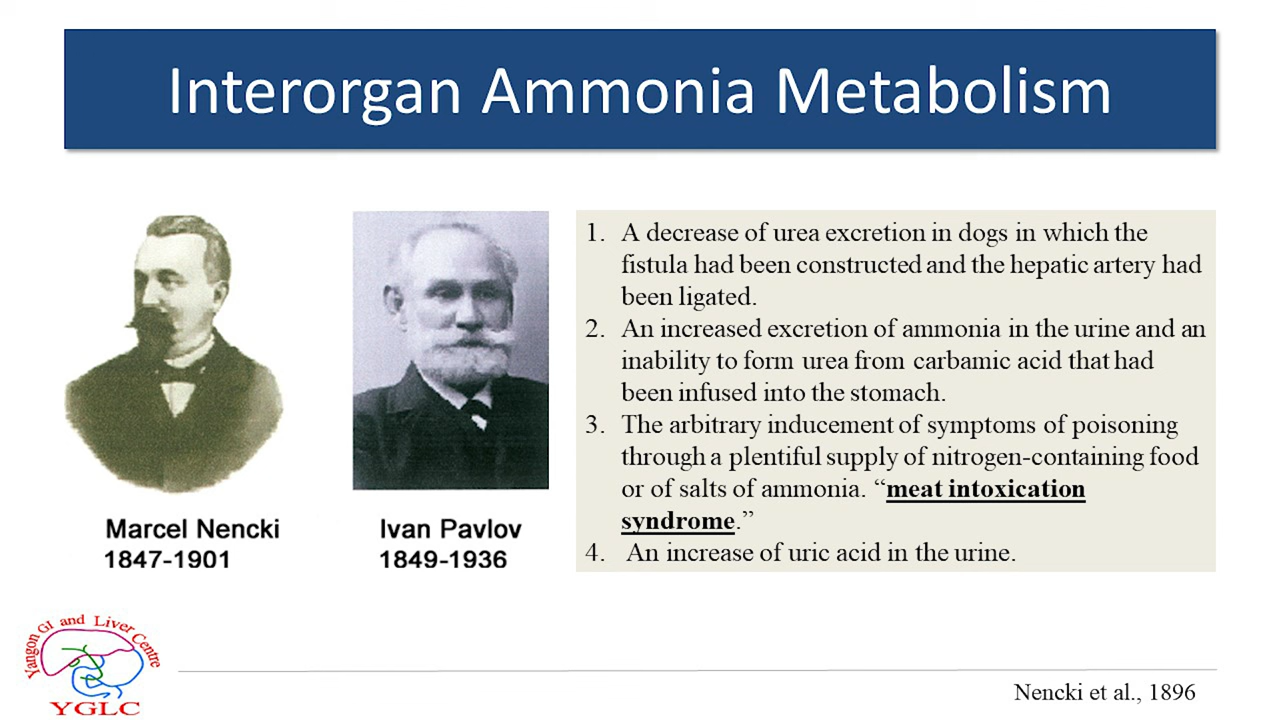 Interorgan Ammonia Metabolism
1. A decrease of urea excretion in dogs in which the
fistula had been constructed and the hepatic artery had
been ligated.
2. An increased excretion of ammonia in the urine and an
inability to form urea from carbamic acid that had
been infused into the stomach.
3. The arbitrary inducement of symptoms of poisoning
through a plentiful supply of nitrogen-containing food
or of salts of ammonia. “meat intoxication
syndrome.”
4. An increase of uric acid in the urine.
Marcel Nencki
1847-1901
Ivan Pavlov
1849-1936
Yangon GI and Liver Centre
YGLC
Nencki et al., 1896